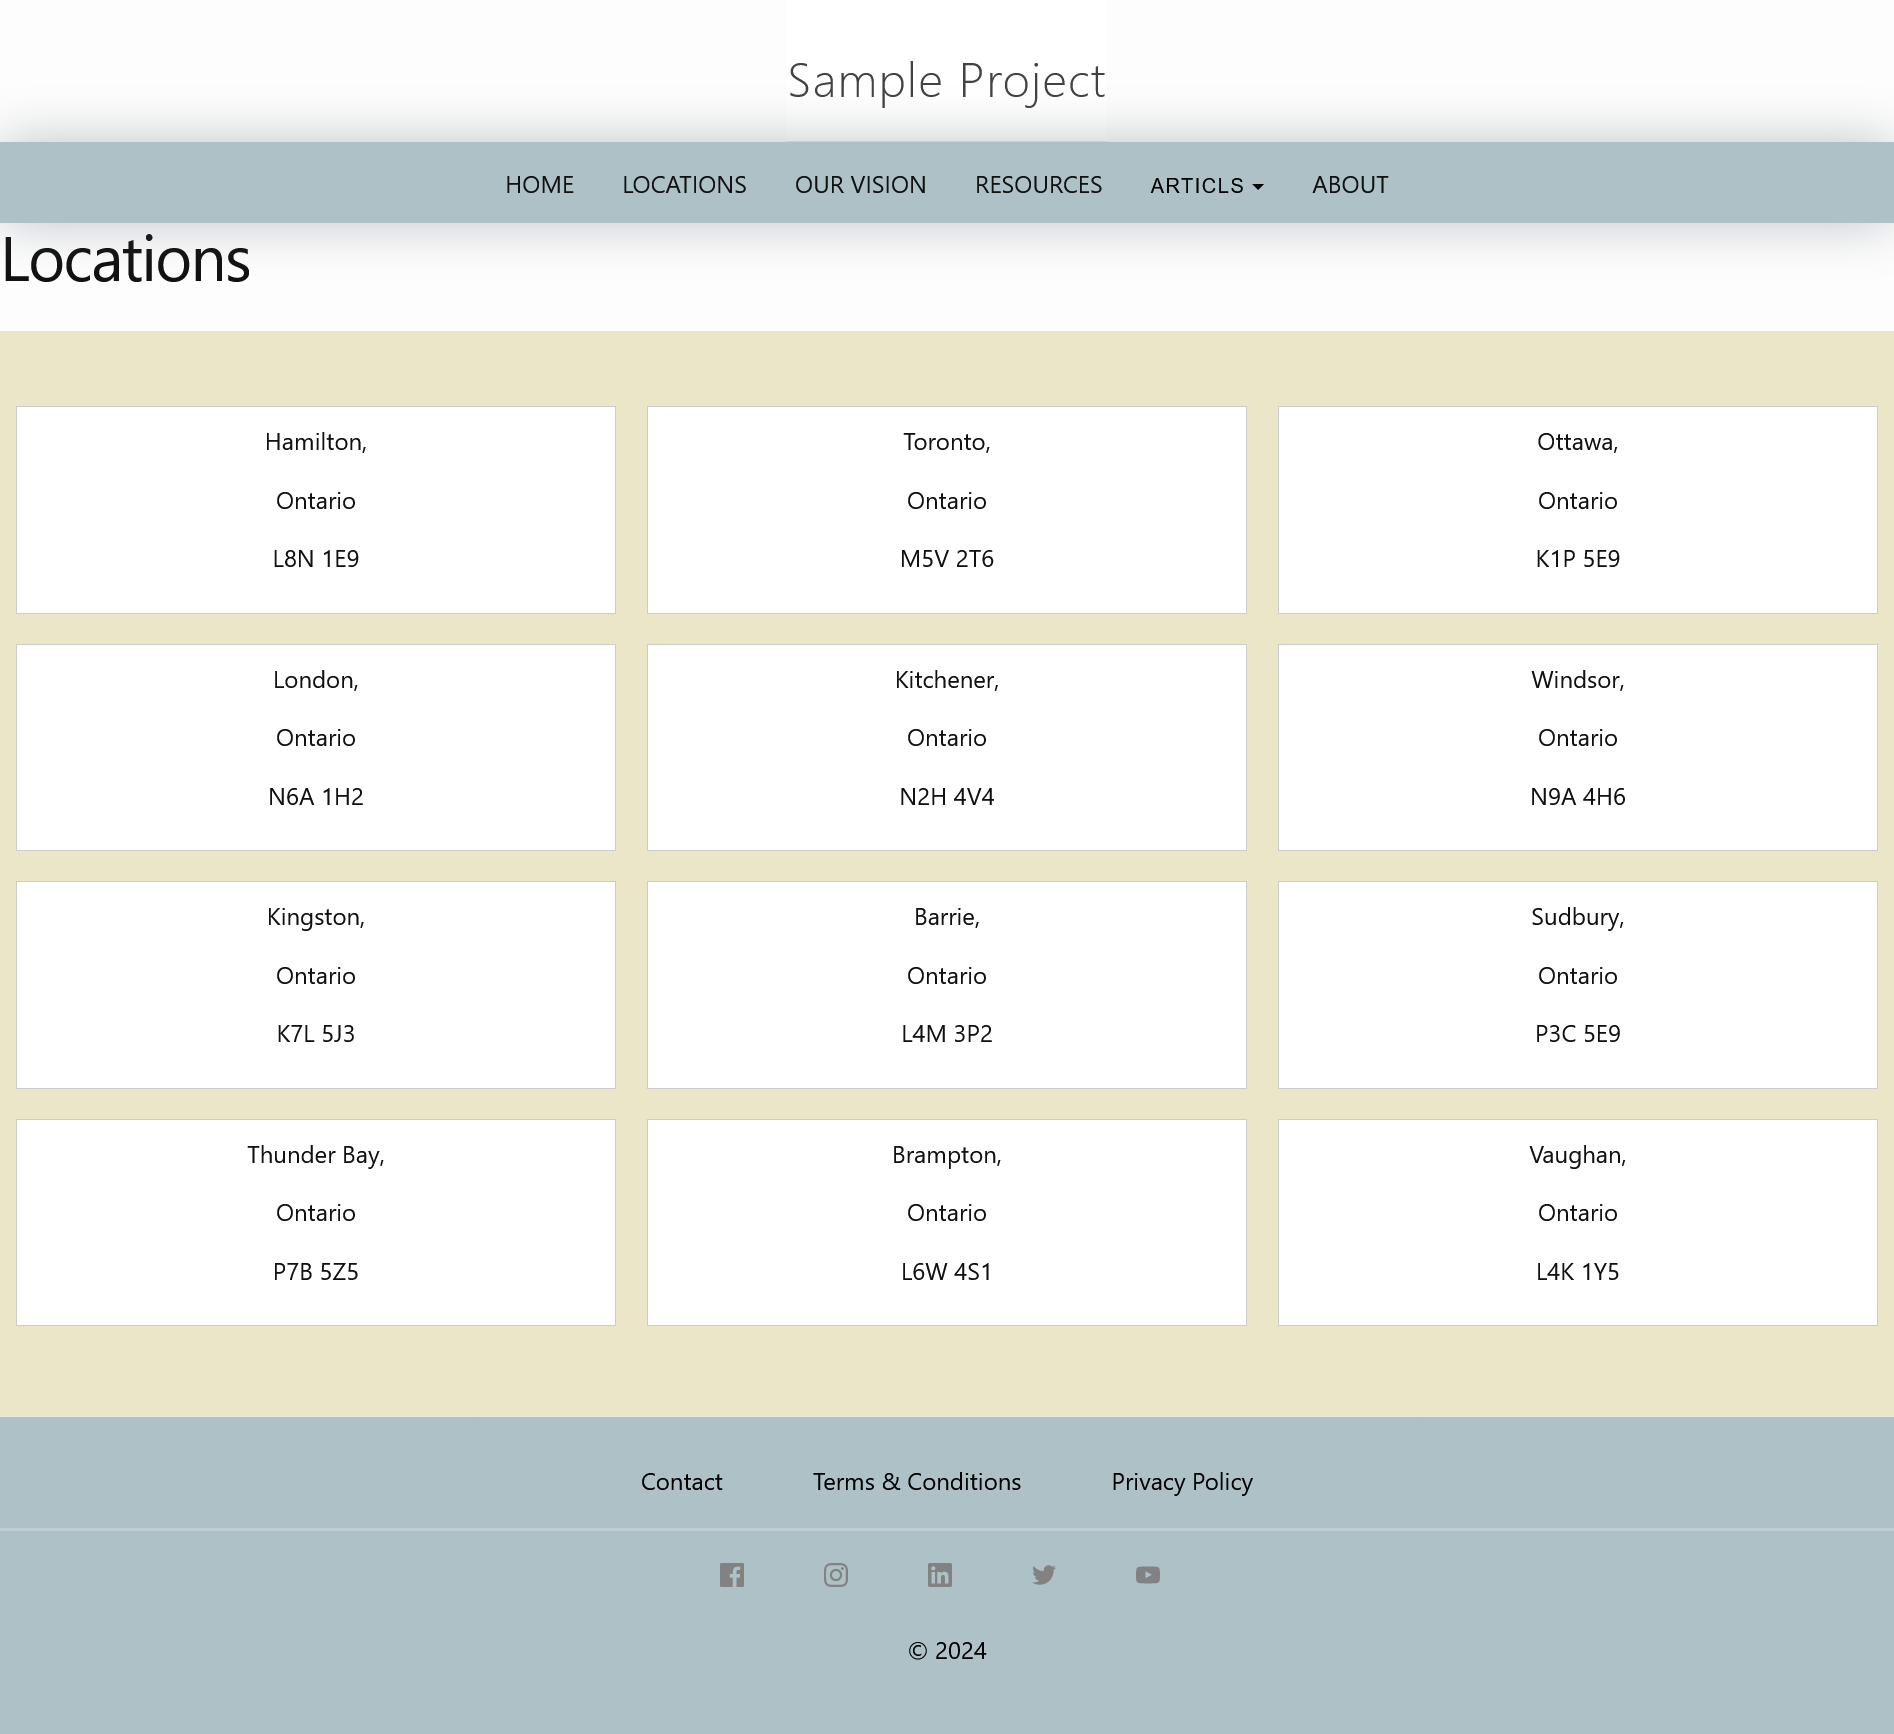 Sample Project
HOME LOCATIONS OUR VISION RESOURCES ARTICLS ABOUT
Locations
Hamilton,
Ontario
L8N 1E9
Toronto,
Ontario
M5V 2T6
Ottawa,
Ontario
K1P 5E9
London,
Ontario
N6A 1H2
Kitchener,
Ontario
N2H 4V4
Windsor,
Ontario
N9A 4H6
Kingston,
Ontario
K7L 5J3
Barrie,
Ontario
L4M 3P2
Sudbury,
Ontario
P3C 5E9
Thunder Bay,
Ontario
P7B 5Z5
Brampton,
Ontario
L6W 4S1
Vaughan,
Ontario
L4K 1Y5
Contact Terms & Conditions Privacy Policy
© 2024